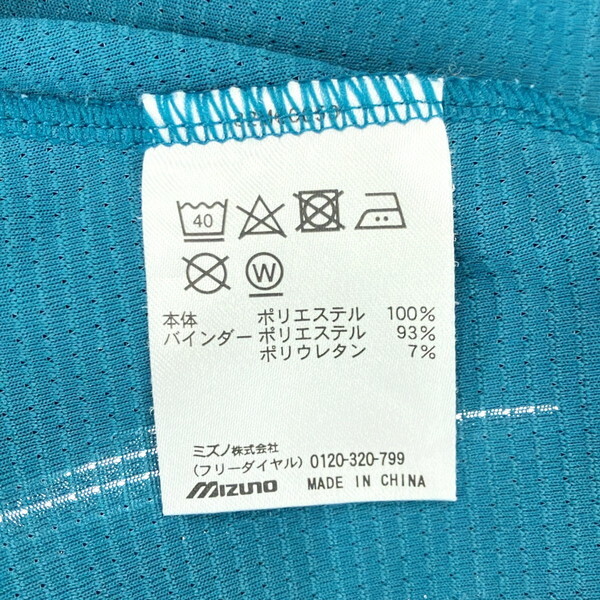 40
W
本体 ポリエステル 100%
バインダー ポリエステル 93%
ポリウレタン 7%
ミズノ株式会社
(フリーダイヤル) 0120-320-799
MIZUNO MADE IN CHINA